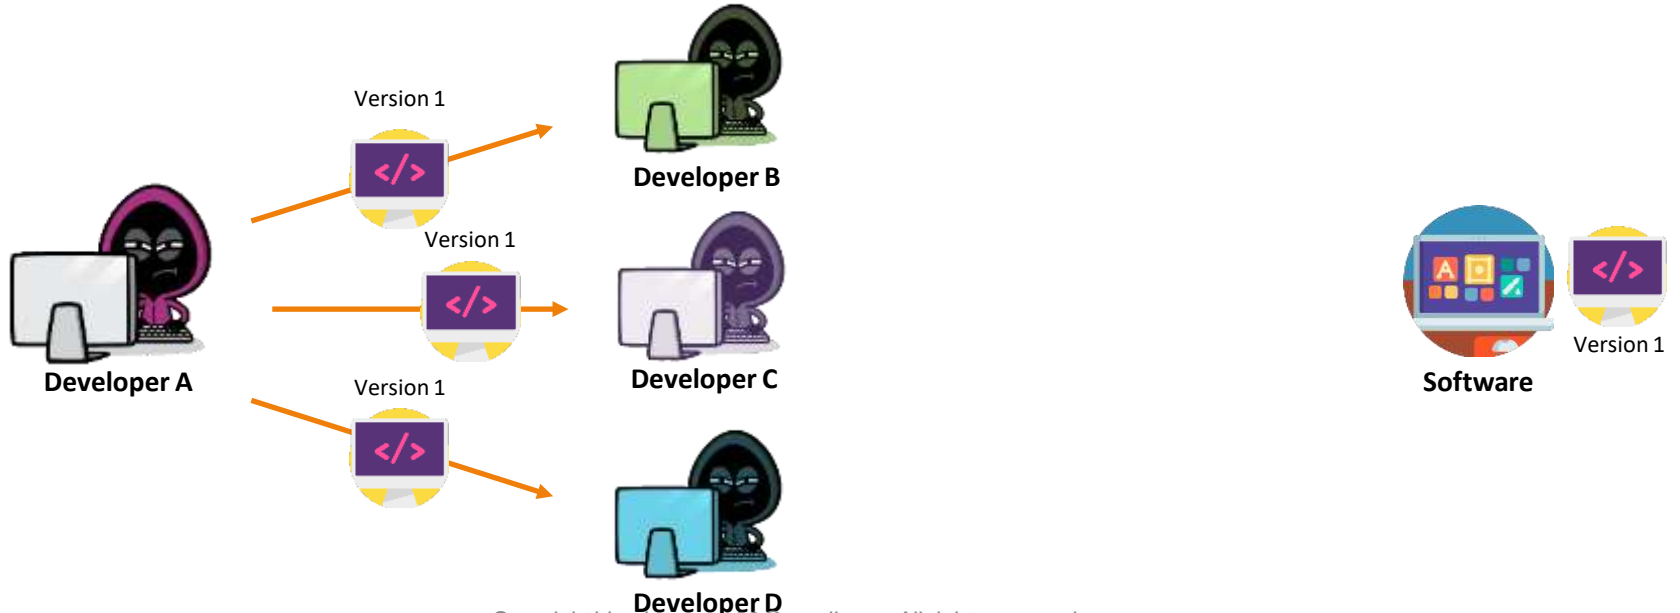 Version 1
Developer B
Version 1
</>
Developer A
</>
Developer C
Version 1
</>
Developer D
Software
</>
Version 1